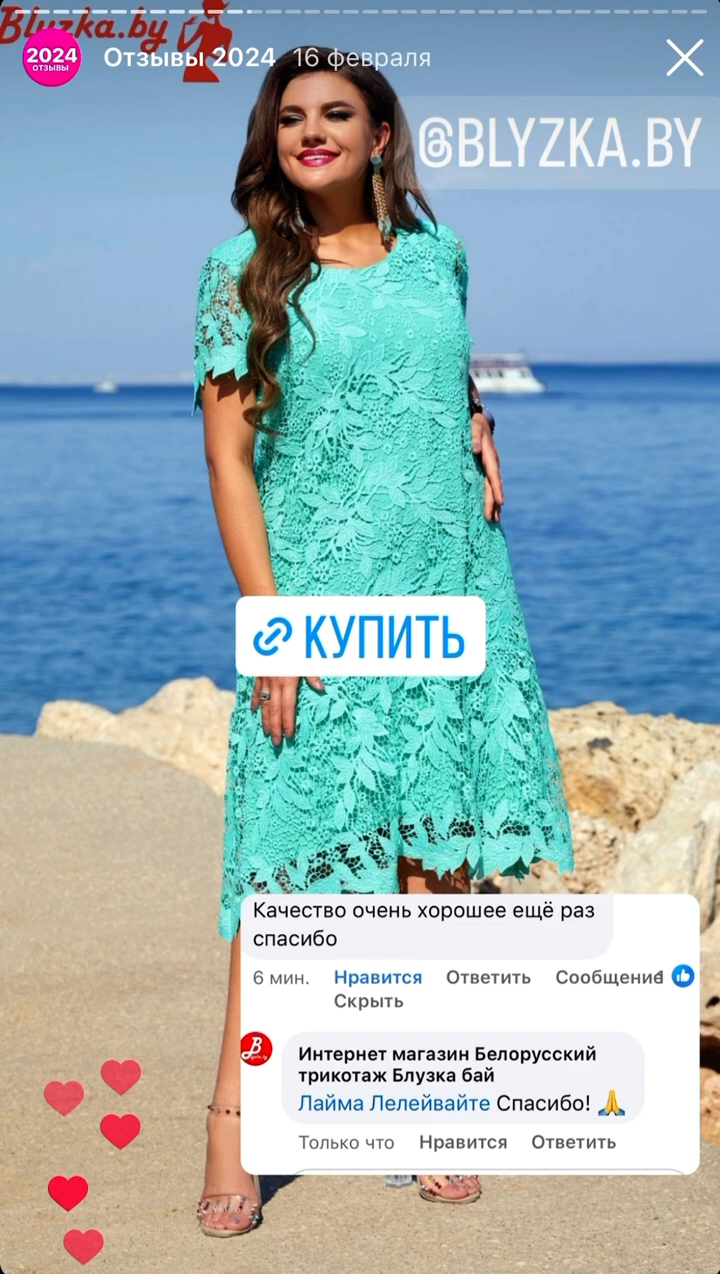 Blyzka.by
2024
ОТЗЫВЫ
Отзывы 2024 16 февраля
@BLYZKA.BY
КУПИТЬ
Качество очень хорошее ещё раз
спасибо
6 мин. Нравится Ответить Сообщение 1
Скрыть
B
Интернет магазин Белорусский
трикотаж Блузка бай
Лайма Лелейвайте Спасибо! 🙏
Только что Нравится Ответить